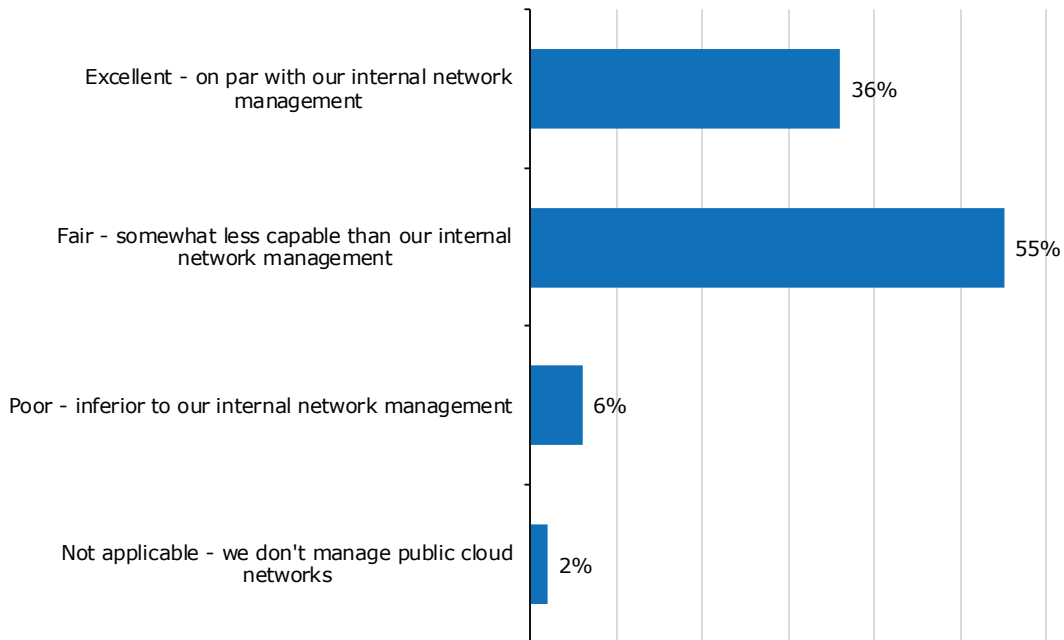 Excellent - on par with our internal network
management
36%
Fair - somewhat less capable than our internal
network management
55%
Poor - inferior to our internal network management
6%
Not applicable - we don't manage public cloud
networks
2%